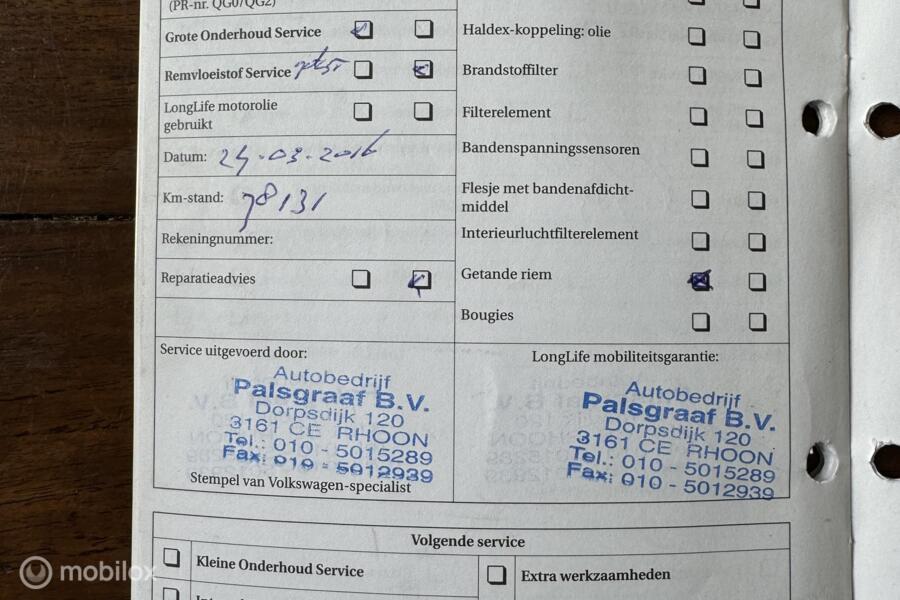 (PR-nr. QG0/QG2)
Grote Onderhoud Service
Remvloeistof Service
LongLife motorolie
gebruikt
Datum: 24-03-2016
Km-stand: 78131
Rekeningnummer:
Reparatieadvies
Haldex-koppeling: olie
Brandstoffilter
Filterelement
Bandenspanningssensoren
Flesje met bandenafdicht-
middel
Interieurluchtfilterelement
Getande riem
Bougies
Service uitgevoerd door:
Autobedrijf
Palsgraaf B.V.
Dorpsdijk 120
3161 CE RHOON
Tel.: 010 - 5015289
Fax: 010 - 5012939
Stempel van Volkswagen-specialist
LongLife mobiliteitsgarantie:
Autobedrijf
Palsgraaf B.V.
Dorpsdijk 120
3161 CE RHOON
Tel.: 010 - 5015289
Fax: 010 - 5012939
Volgende service
Kleine Onderhoud Service
Extra werkzaamheden
mobilox